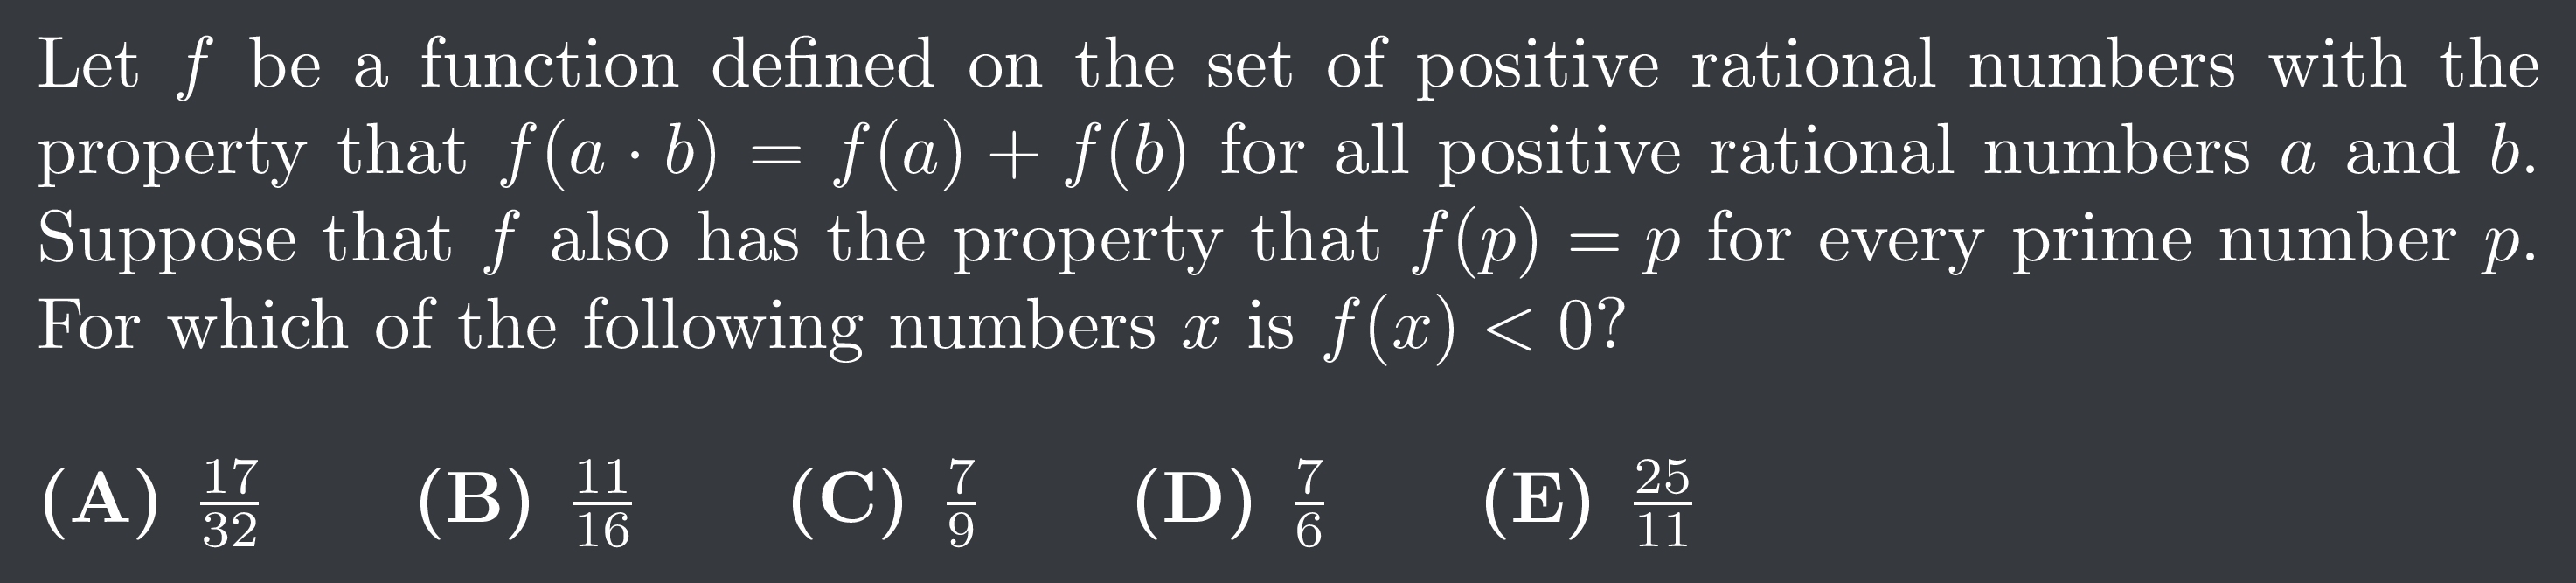 Let f be a function defined on the set of positive rational numbers with the
property that f(a · b) = f(a) + f(b) for all positive rational numbers a and b.
Suppose that f also has the property that f(p) = p for every prime number p.
For which of the following numbers x is f(x) < 0?
(A) 17/32 (B) 11/16 (C) 7/9 (D) 7/6 (E) 25/11